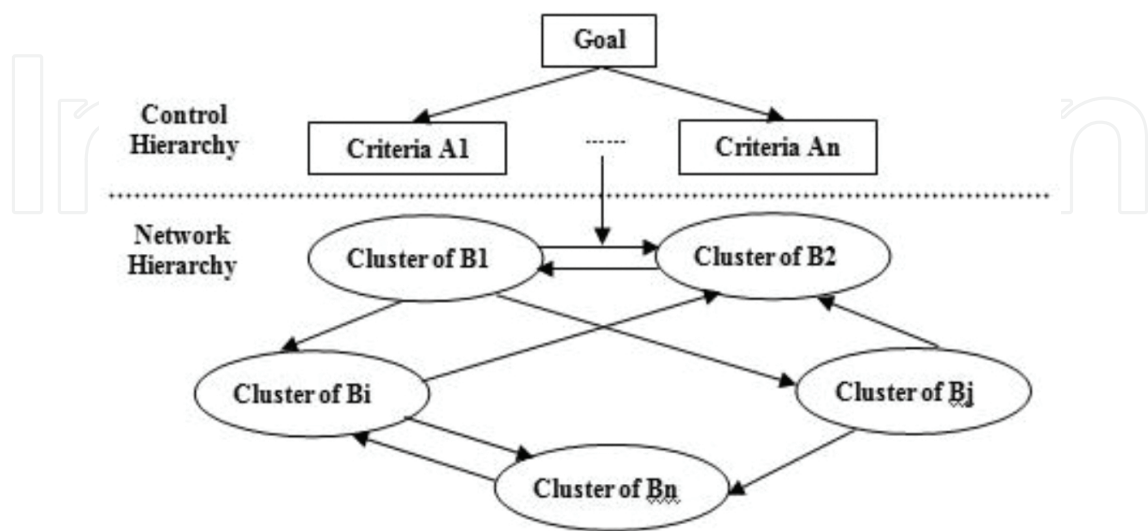 Goal
Control
Hierarchy
Criteria A1
......
Criteria An
Network
Hierarchy
Cluster of B1
Cluster of B2
Cluster of Bi
Cluster of Bj
Cluster of Bn